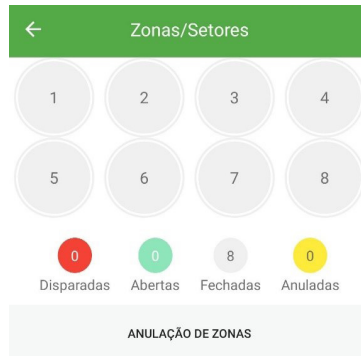 Zonas/Setores
1 2 3 4
5 6 7 8
0 0 8 0
Disparadas Abertas Fechadas Anuladas
ANULAÇÃO DE ZONAS